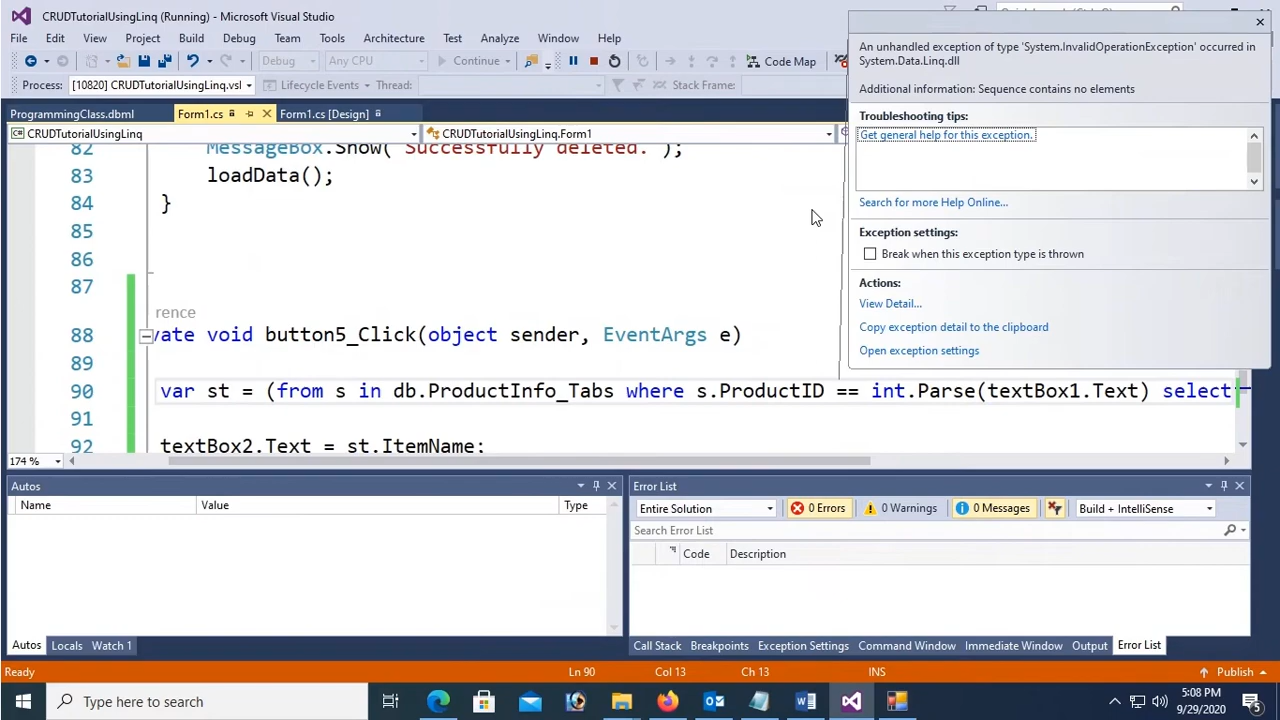 CRUDTutorialUsingLinq (Running) - Microsoft Visual Studio
File Edit View Project Build Debug Team Tools Architecture Test Analyze Window Help
Debug Any CPU Continue Code Map
Process: [10820] CRUDTutorialUsingLinq.vsl Lifecycle Events Thread: Stack Frame:
ProgrammingClass.dbml Form1.cs Form1.cs [Design]
CRUDTutorialUsingLinq CRUDTutorialUsingLinq.Form1
An unhandled exception of type 'System.InvalidOperationException' occurred in
System.Data.Linq.dll
Additional information: Sequence contains no elements
Troubleshooting tips:
Get general help for this exception.
Search for more Help Online...
Exception settings:
Break when this exception type is thrown
Actions:
View Detail...
Copy exception detail to the clipboard
Open exception settings
82 MessageBox.Show( Successfully deleted. );
83 loadData();
84 }
85
86
87
rence
88 vate void button5_Click(object sender, EventArgs e)
89
90 var st = (from s in db.ProductInfo_Tabs where s.ProductID == int.Parse(textBox1.Text) select
91
92 textBox2.Text = st.ItemName;
174 %
Autos
Name Value Type
Autos Locals Watch 1
Error List
Entire Solution 0 Errors 0 Warnings 0 Messages Build + IntelliSense
Search Error List
Code Description
Call Stack Breakpoints Exception Settings Command Window Immediate Window Output Error List
Ready Ln 90 Col 13 Ch 13 INS Publish
Type here to search
5:08 PM
9/29/2020
5